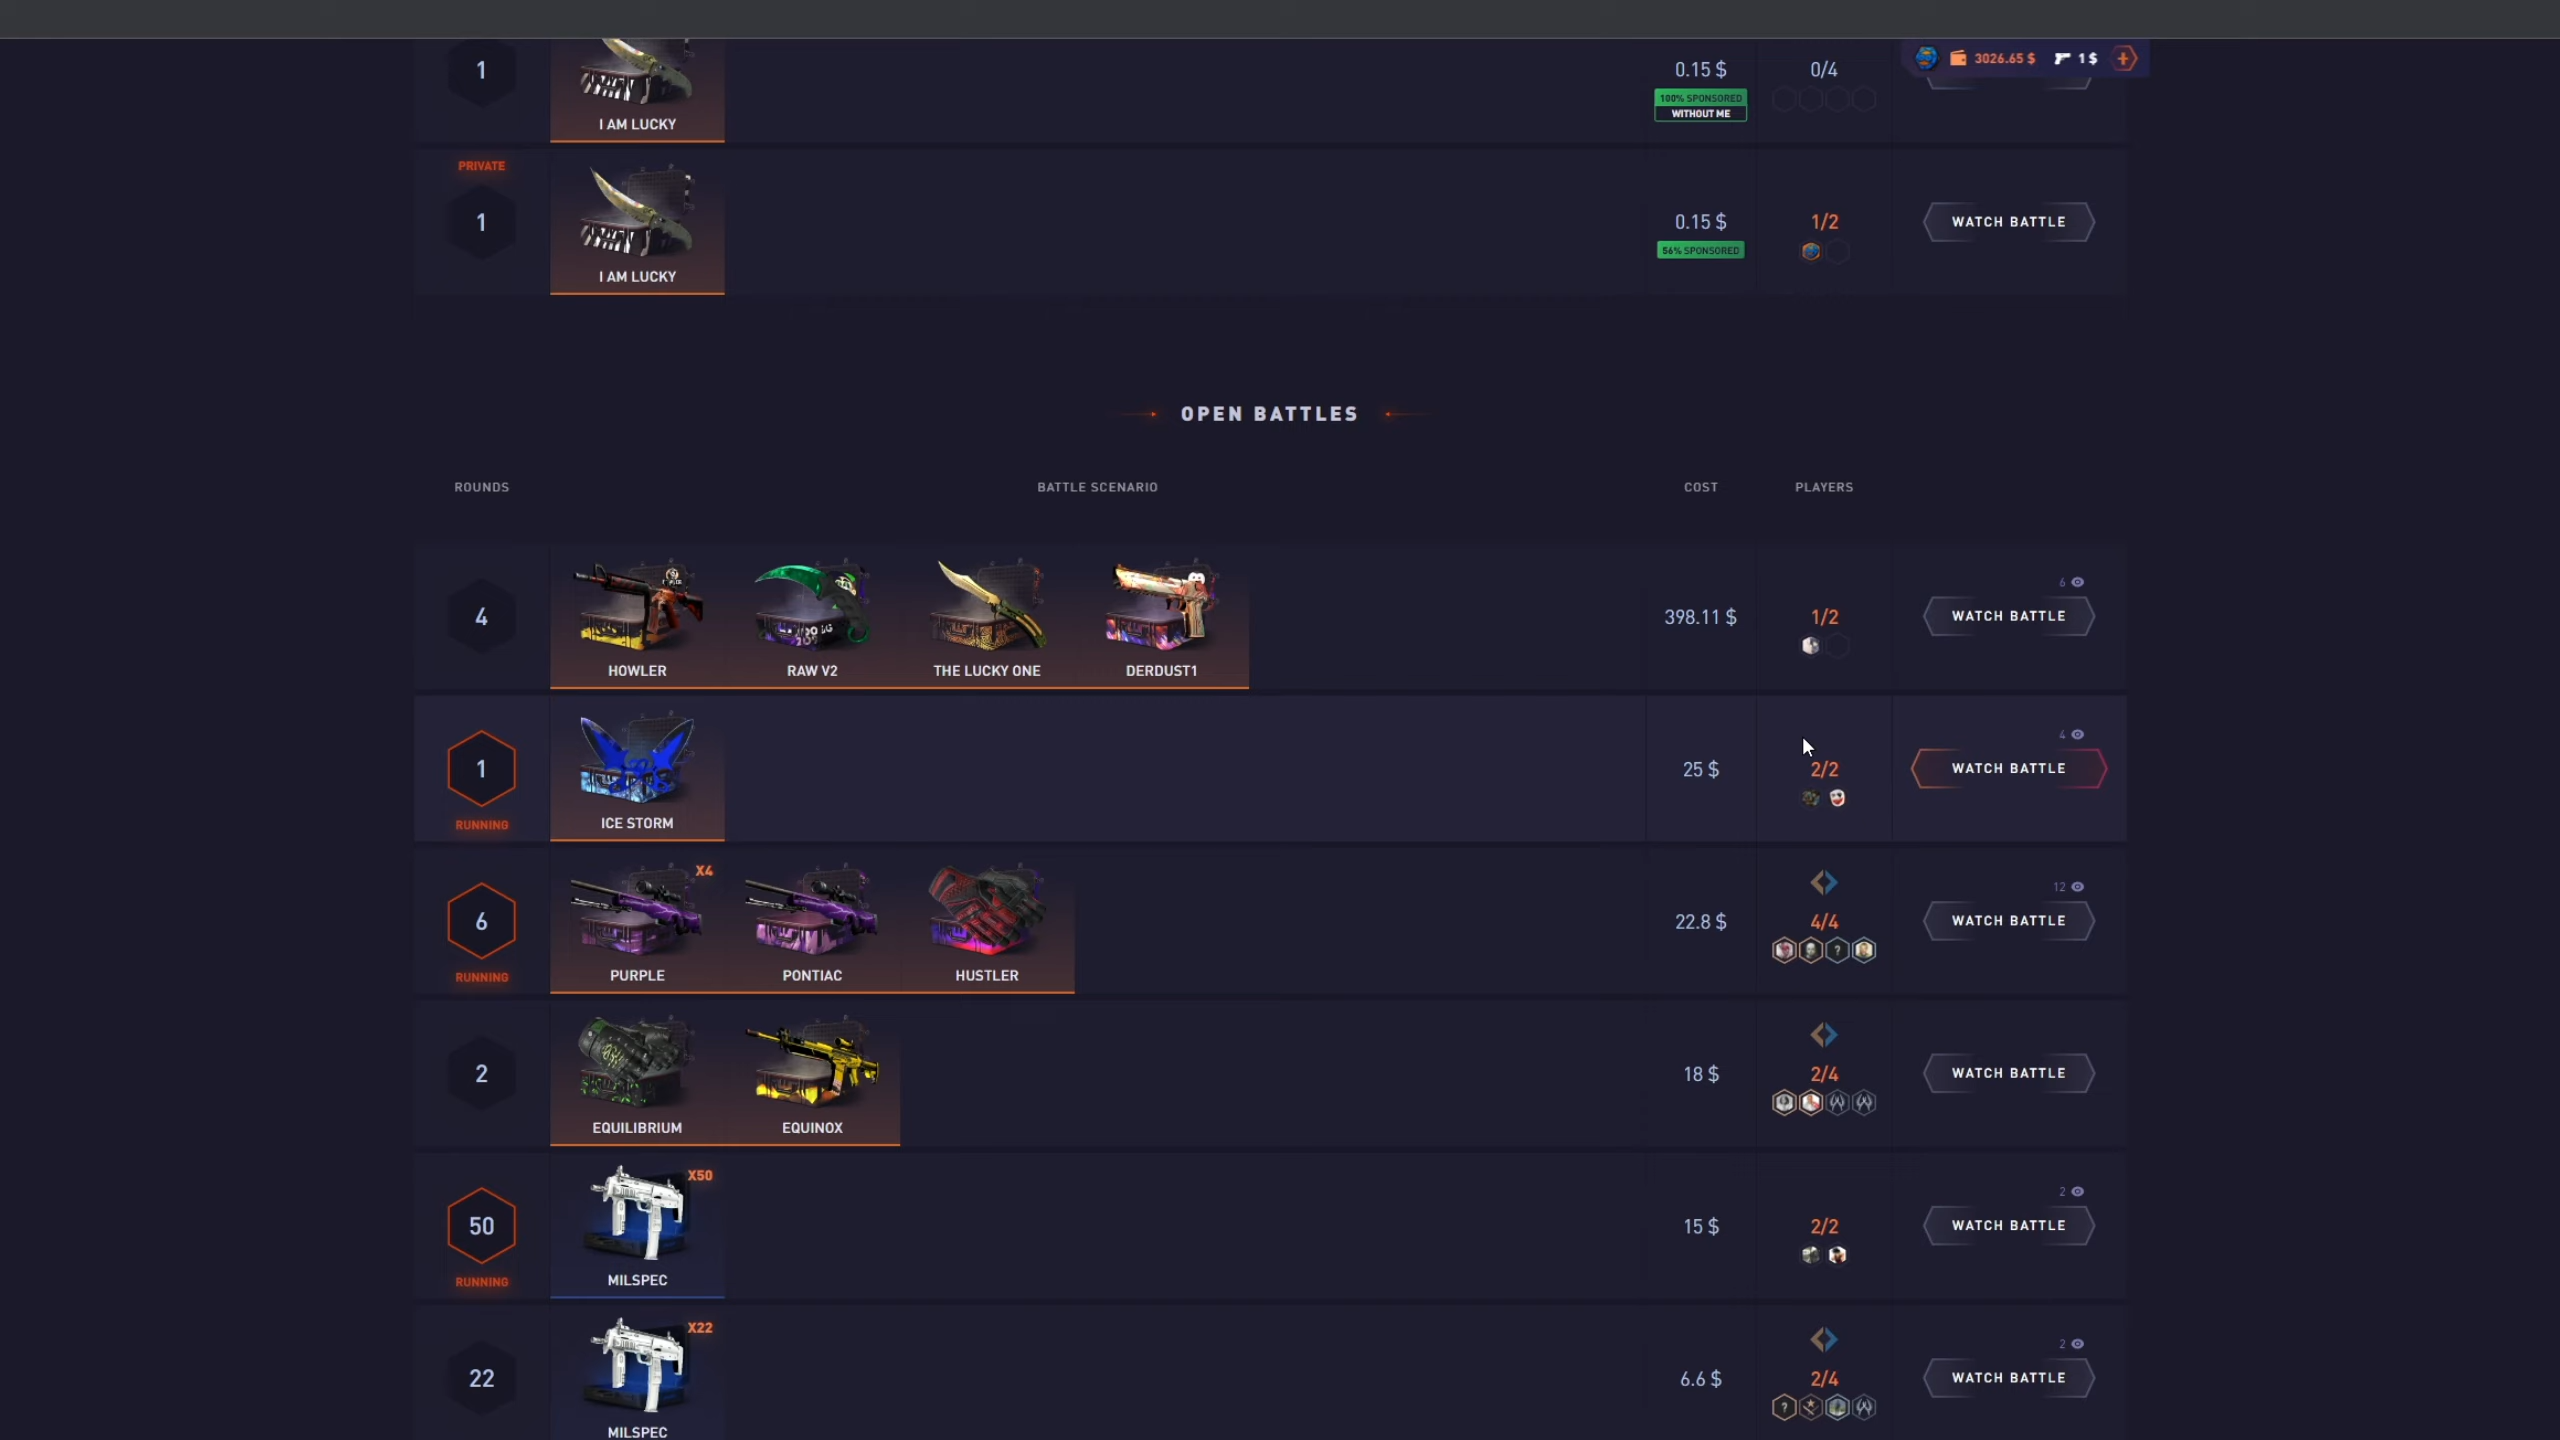 3026.65 $ 1 $
1
I AM LUCKY
0.15 $
100% SPONSORED
WITHOUT ME
0/4
PRIVATE
1
I AM LUCKY
0.15 $
56% SPONSORED
1/2
WATCH BATTLE
OPEN BATTLES
ROUNDS BATTLE SCENARIO COST PLAYERS
4
HOWLER RAW V2 THE LUCKY ONE DERDUST1
398.11 $
1/2
6
WATCH BATTLE
1
RUNNING
ICE STORM
25 $
2/2
4
WATCH BATTLE
6
RUNNING
X4
PURPLE PONTIAC HUSTLER
22.8 $
4/4
12
WATCH BATTLE
2
EQUILIBRIUM EQUINOX
18 $
2/4
WATCH BATTLE
50
RUNNING
X50
MILSPEC
15 $
2/2
2
WATCH BATTLE
22
X22
MILSPEC
6.6 $
2/4
2
WATCH BATTLE